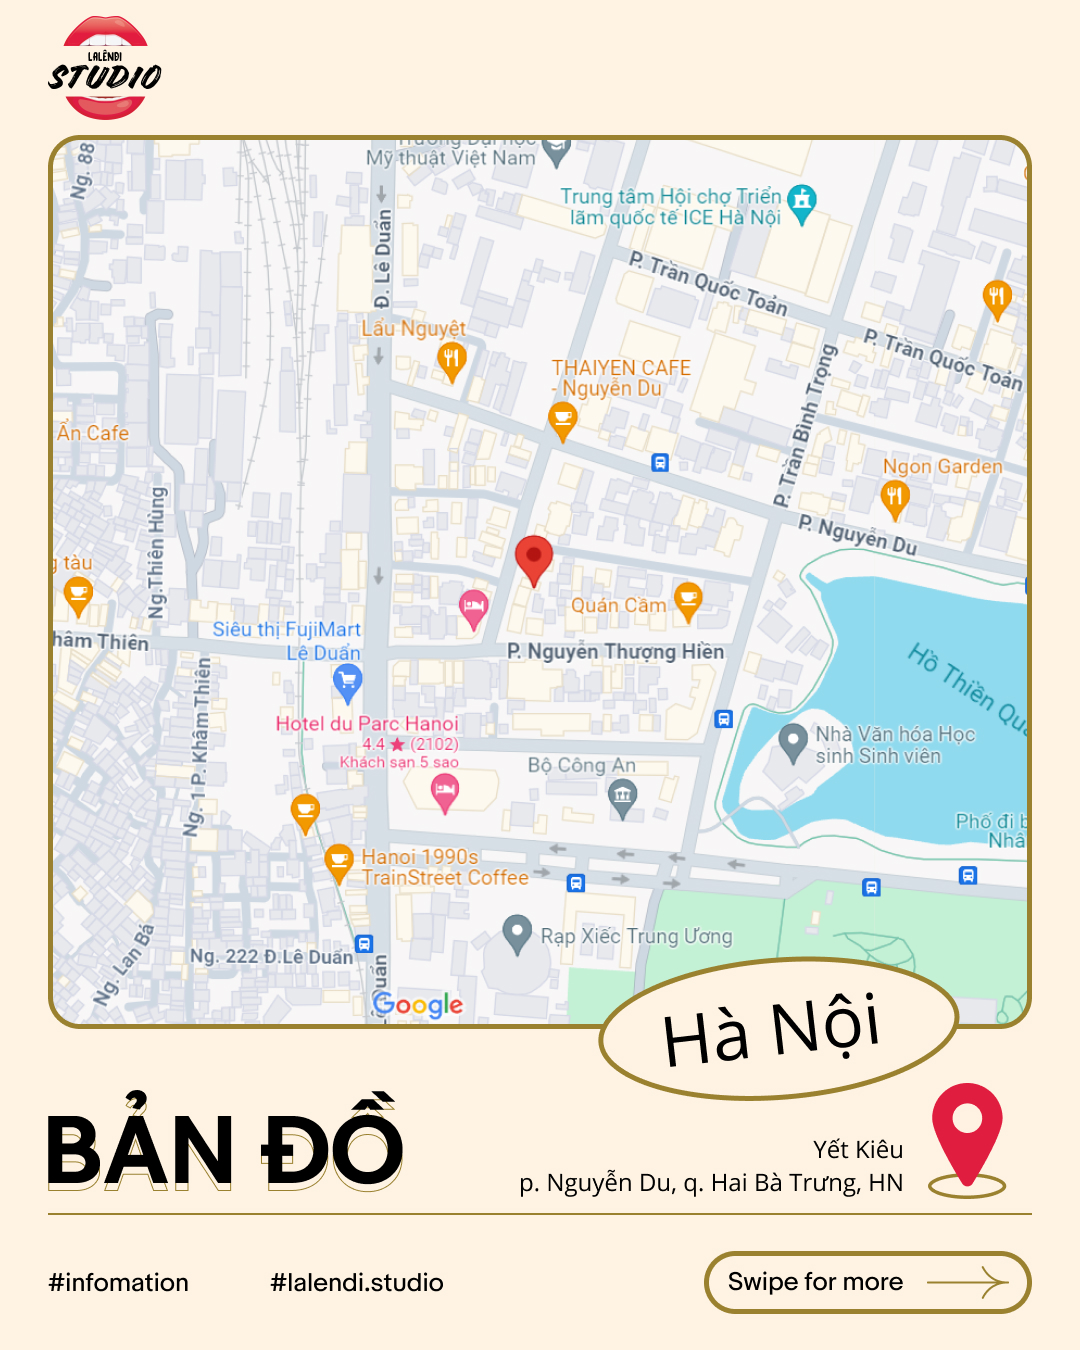 LALÊNDI
STUDIO
Ng. 88
Mỹ thuật Việt Nam
Trung tâm Hội chợ Triển
lãm quốc tế ICE Hà Nội
Đ. Lê Duẩn
P. Trần Quốc Toản
P. Trần Quốc Toản
Lẩu Nguyệt
THAIYEN CAFE
- Nguyễn Du
P. Trần Bình Trọng
Ẩn Cafe
Ngon Garden
Ng.Thiên Hùng
P. Nguyễn Du
tàu
Quán Cầm
Siêu thị FujiMart
Lê Duẩn
hâm Thiên
P. Nguyễn Thượng Hiền
Hồ Thiền Qua
Ng. 1 P. Khâm Thiên
Hotel du Parc Hanoi
4.4 ★ (2102)
Khách sạn 5 sao
Nhà Văn hóa Học
sinh Sinh viên
Bộ Công An
Phố đi b
Nhâ
Hanoi 1990s
TrainStreet Coffee
Ng. Lan Bá
Ng. 222 Đ.Lê Duẩn
Rạp Xiếc Trung Ương
uẩn
Google
Hà Nội
BẢN ĐỒ
Yết Kiêu
p. Nguyễn Du, q. Hai Bà Trưng, HN
#infomation
#lalendi.studio
Swipe for more